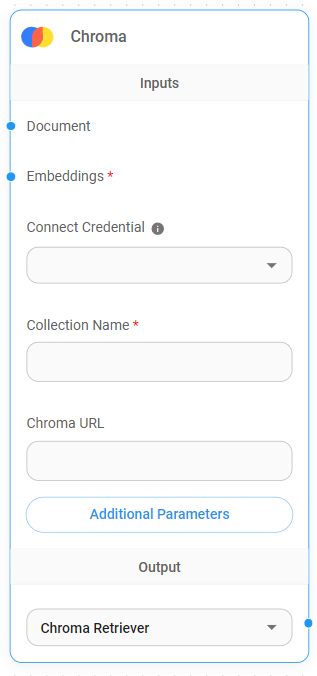 Chroma
Inputs
Document
Embeddings *
Connect Credential
Collection Name *
Chroma URL
Additional Parameters
Output
Chroma Retriever